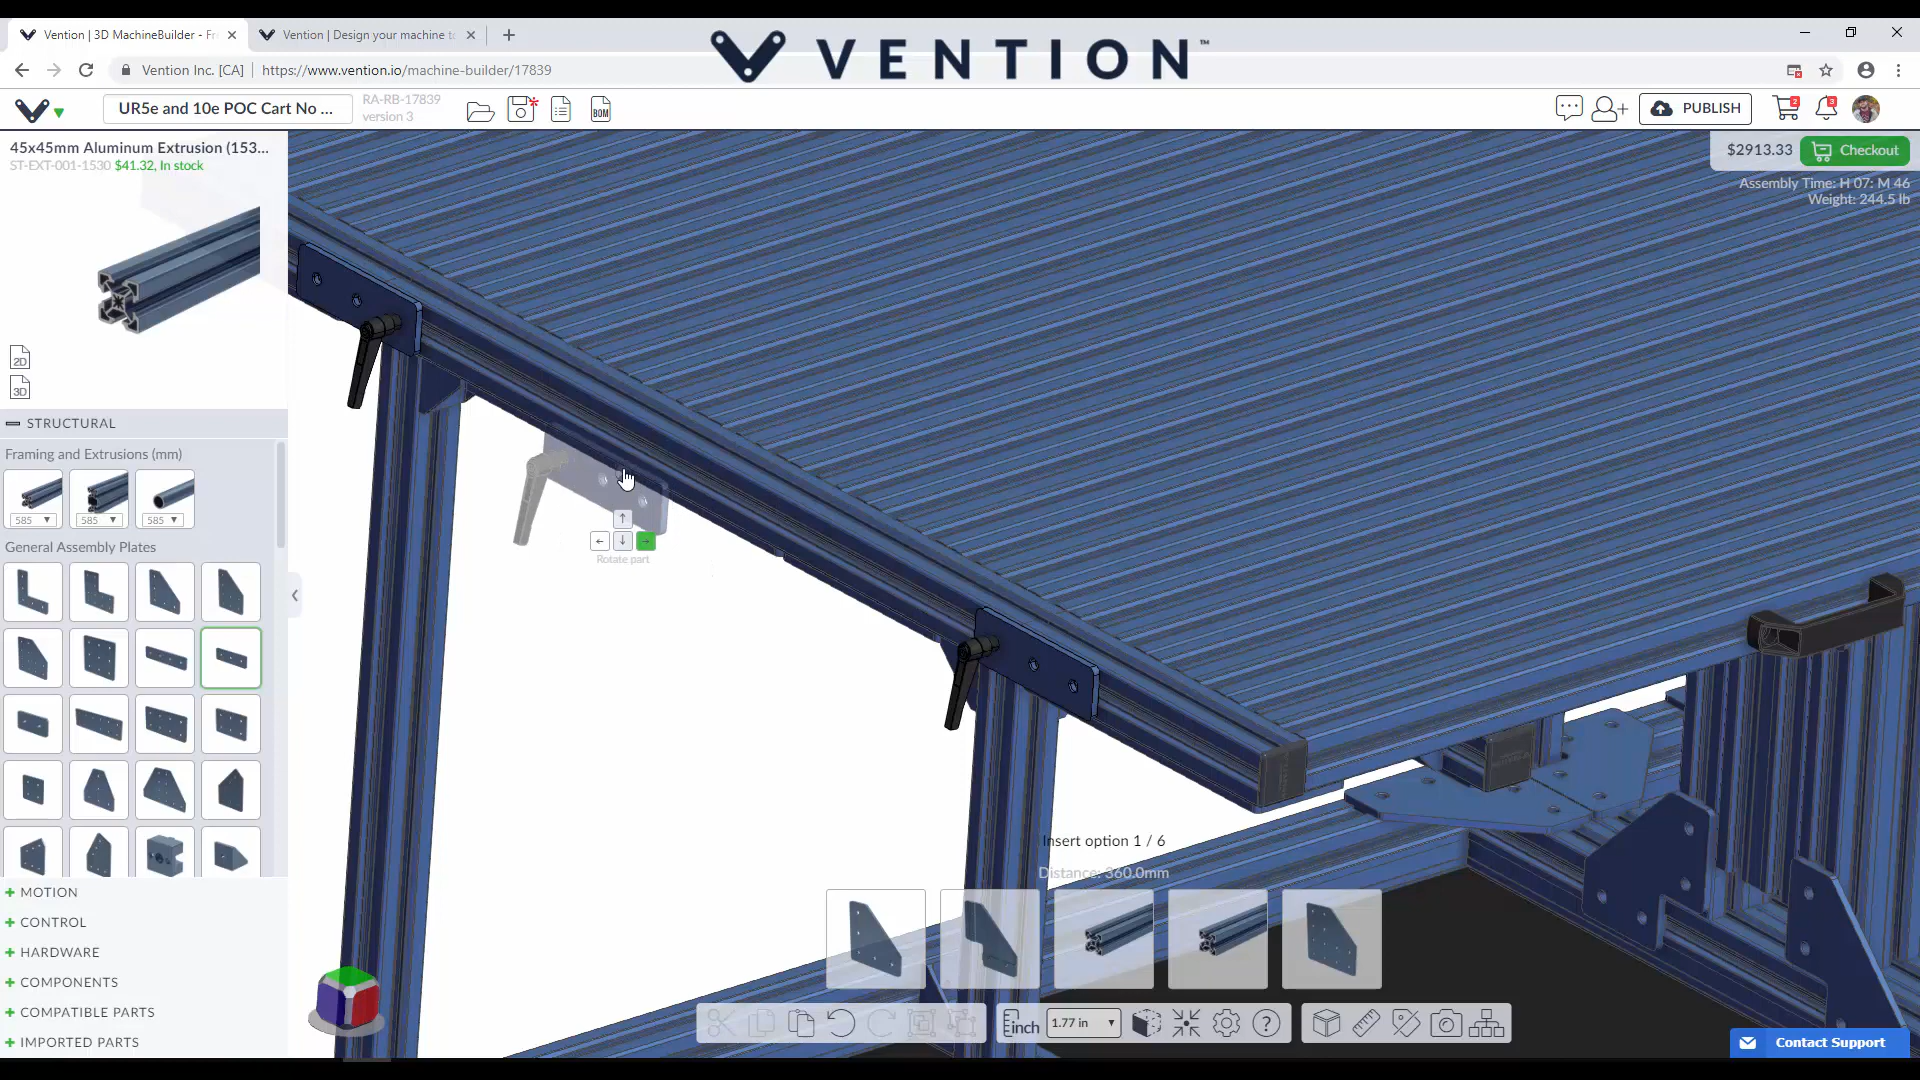 Vention | 3D MachineBuilder - Fr
Vention | Design your machine to
VENTION™
Vention Inc. [CA]
https://www.vention.io/machine-builder/17839
UR5e and 10e POC Cart No ...
RA-RB-17839
version 3
BOM
PUBLISH
2
3
45x45mm Aluminum Extrusion (153...
ST-EXT-001-1530 $41.32, In stock
$2913.33
Checkout
Assembly Time: H 07: M 46
Weight: 244.5 lb
2D
3D
STRUCTURAL
Framing and Extrusions (mm)
585
585
585
General Assembly Plates
Rotate part
MOTION
CONTROL
HARDWARE
COMPONENTS
COMPATIBLE PARTS
IMPORTED PARTS
Insert option 1 / 6
Distance: 360.0mm
inch
1.77 in
Contact Support